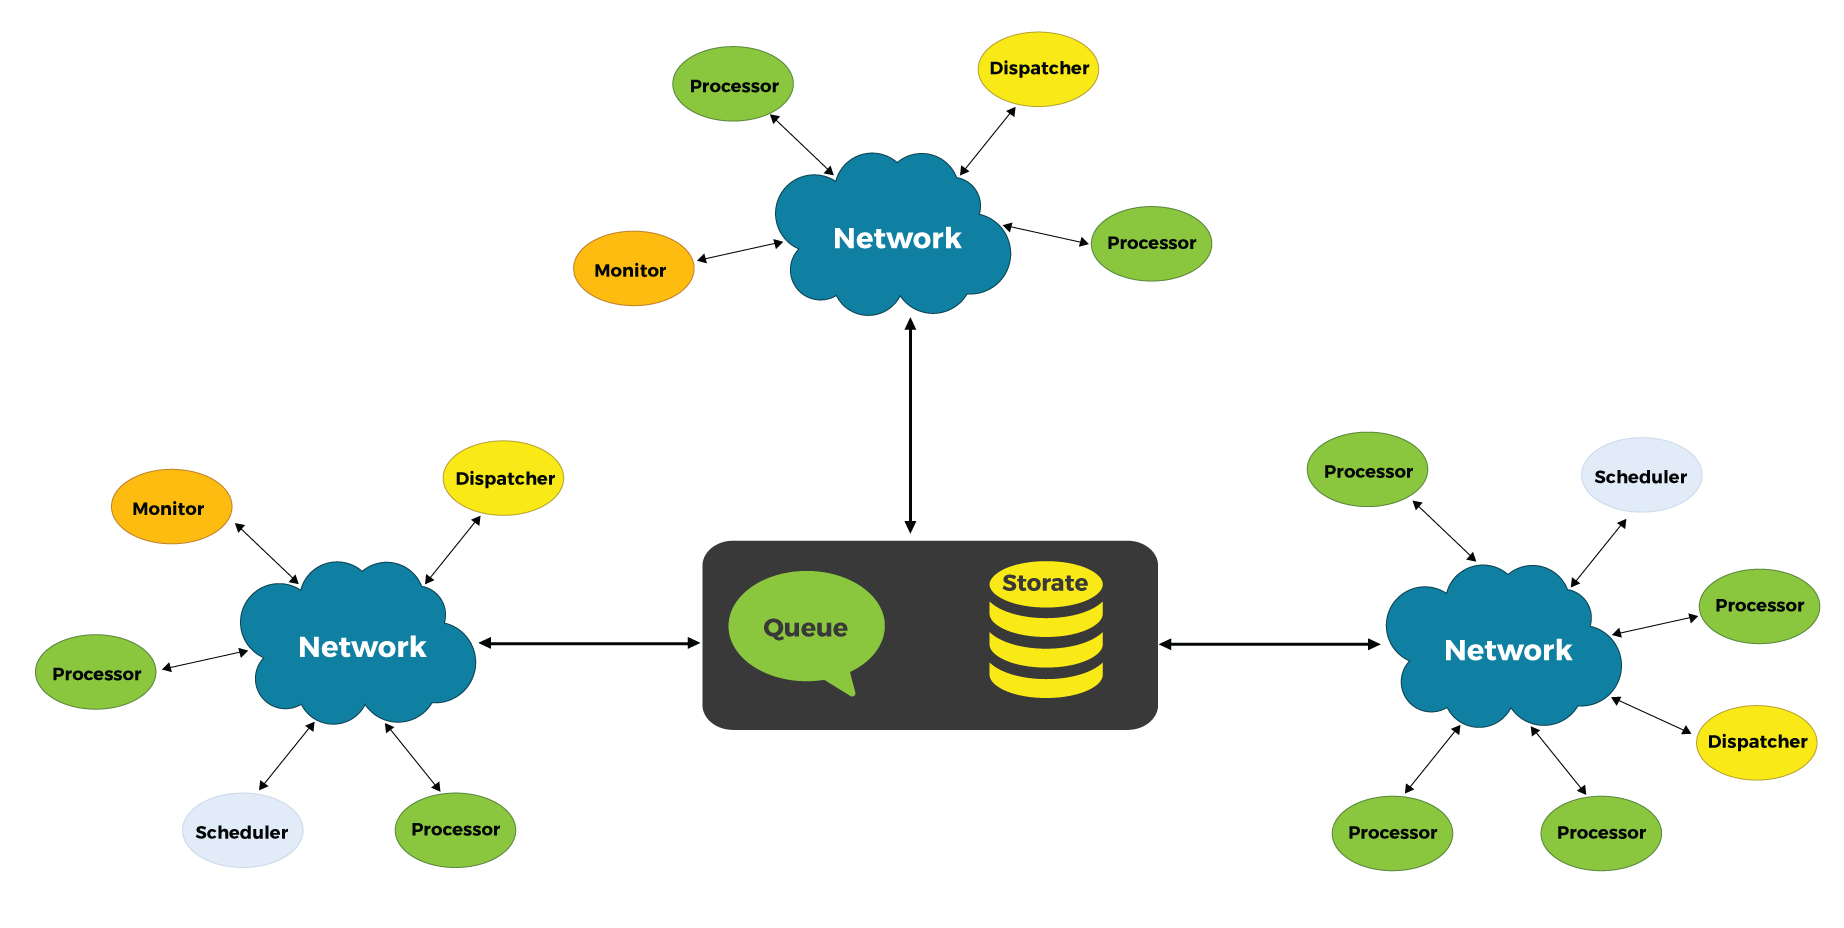 Dispatcher
Processor
Network
Processor
Monitor
Processor
Scheduler
Dispatcher
Monitor
Storate
Queue
Processor
Dispatcher
Network
Network
Processor
Processor
Scheduler
Processor
Processor
Processor